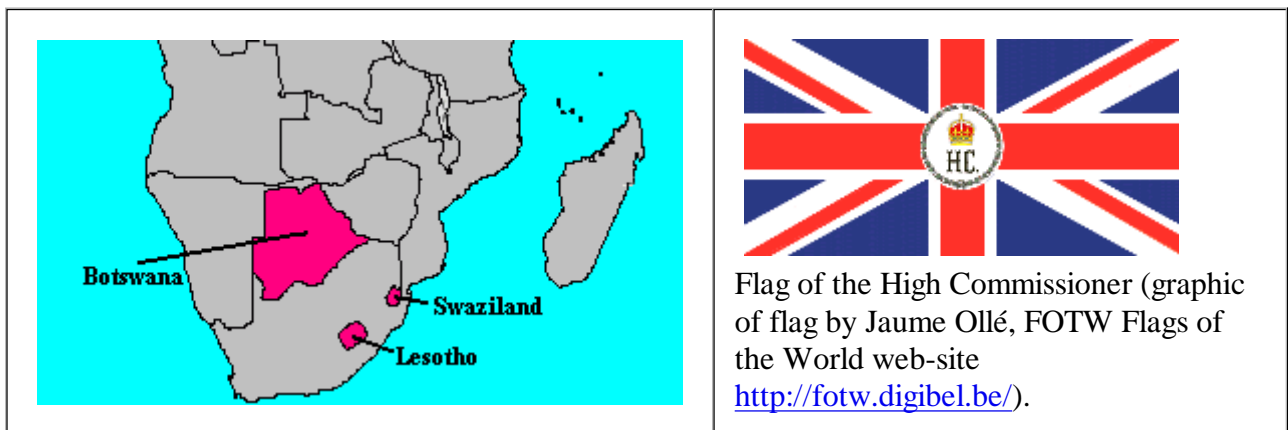 Botswana
Swaziland
Lesotho
H.C.
Flag of the High Commissioner (graphic
of flag by Jaume Ollé, FOTW Flags of
the World web-site
http://fotw.digibel.be/).